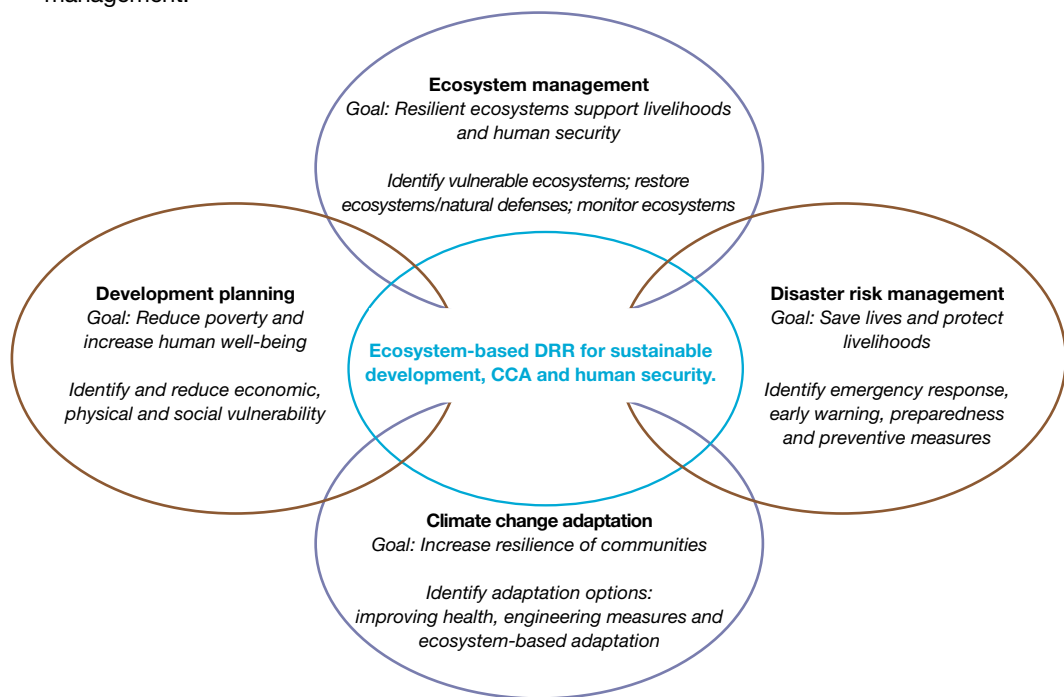 management.
Ecosystem management
Goal: Resilient ecosystems support livelihoods
and human security
Identify vulnerable ecosystems; restore
ecosystems/natural defenses; monitor ecosystems
Development planning
Goal: Reduce poverty and
increase human well-being
Identify and reduce economic,
physical and social vulnerability
Ecosystem-based DRR for sustainable
development, CCA and human security.
Disaster risk management
Goal: Save lives and protect
livelihoods
Identify emergency response,
early warning, preparedness
and preventive measures
Climate change adaptation
Goal: Increase resilience of communities
Identify adaptation options:
improving health, engineering measures and
ecosystem-based adaptation